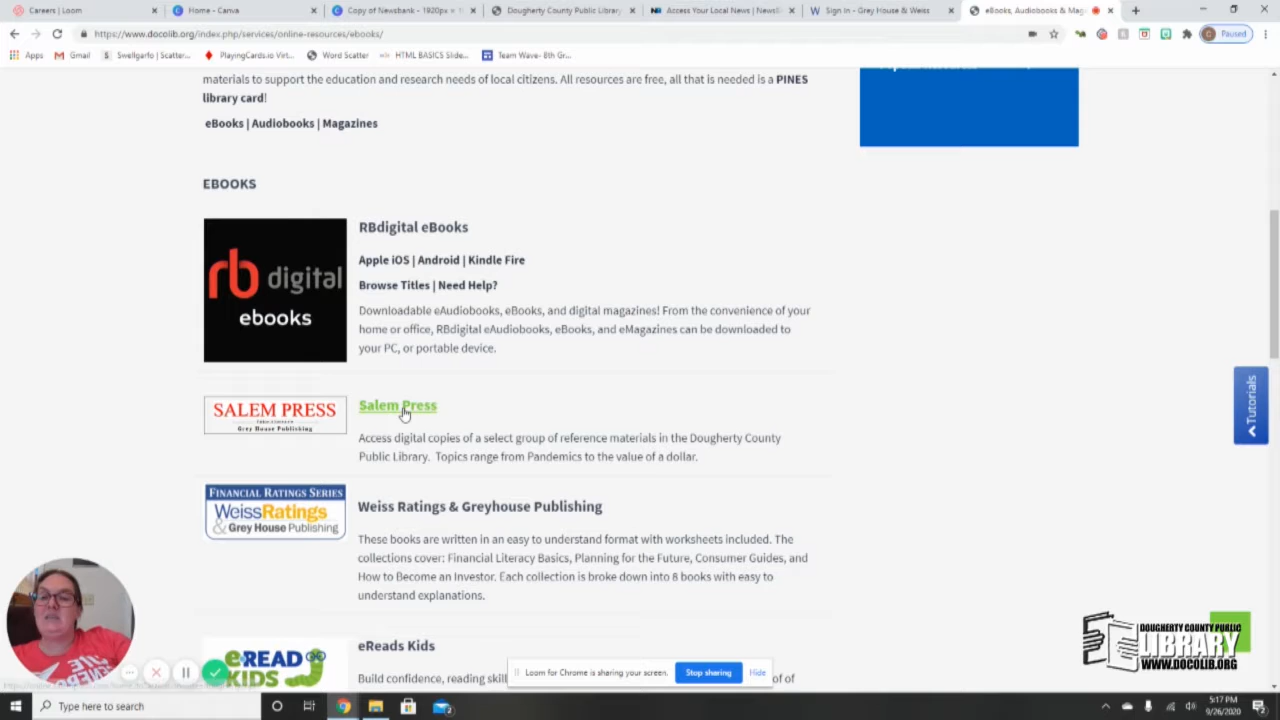 Careers | Loom
Home - Canva
Copy of Newsbank - 1920px ×
Dougherty County Public Library
Access Your Local News | News
Sign In - Grey House & Weiss
eBooks, Audiobooks & Mag
https://www.docolib.org/index.php/services/online-resources/ebooks/
Paused
Apps
Gmail
Swellgarfo | Scatter...
PlayingCards.io Virt...
Word Scatter
HTML BASICS Slide...
Team Wave- 8th Gr...
materials to support the education and research needs of local citizens. All resources are free, all that is needed is a PINES
library card!
eBooks | Audiobooks | Magazines
EBOOKS
RBdigital eBooks
rb digital
ebooks
Apple iOS | Android | Kindle Fire
Browse Titles | Need Help?
Downloadable eAudiobooks, eBooks, and digital magazines! From the convenience of your
home or office, RBdigital eAudiobooks, eBooks, and eMagazines can be downloaded to
your PC, or portable device.
Tutorials
SALEM PRESS
Grey House Publishing
Salem Press
Access digital copies of a select group of reference materials in the Dougherty County
Public Library. Topics range from Pandemics to the value of a dollar.
FINANCIAL RATINGS SERIES
WeissRatings
& Grey House Publishing
Weiss Ratings & Greyhouse Publishing
These books are written in an easy to understand format with worksheets included. The
collections cover: Financial Literacy Basics, Planning for the Future, Consumer Guides, and
How to Become an Investor. Each collection is broke down into 8 books with easy to
understand explanations.
eREAD
KIDS
eReads Kids
Build confidence, reading skill
of of
Loom for Chrome is sharing your screen.
Stop sharing
Hide
DOUGHERTY COUNTY PUBLIC
LIBRARY
WWW.DOCOLIB.ORG
Type here to search
5:17 PM
9/26/2020